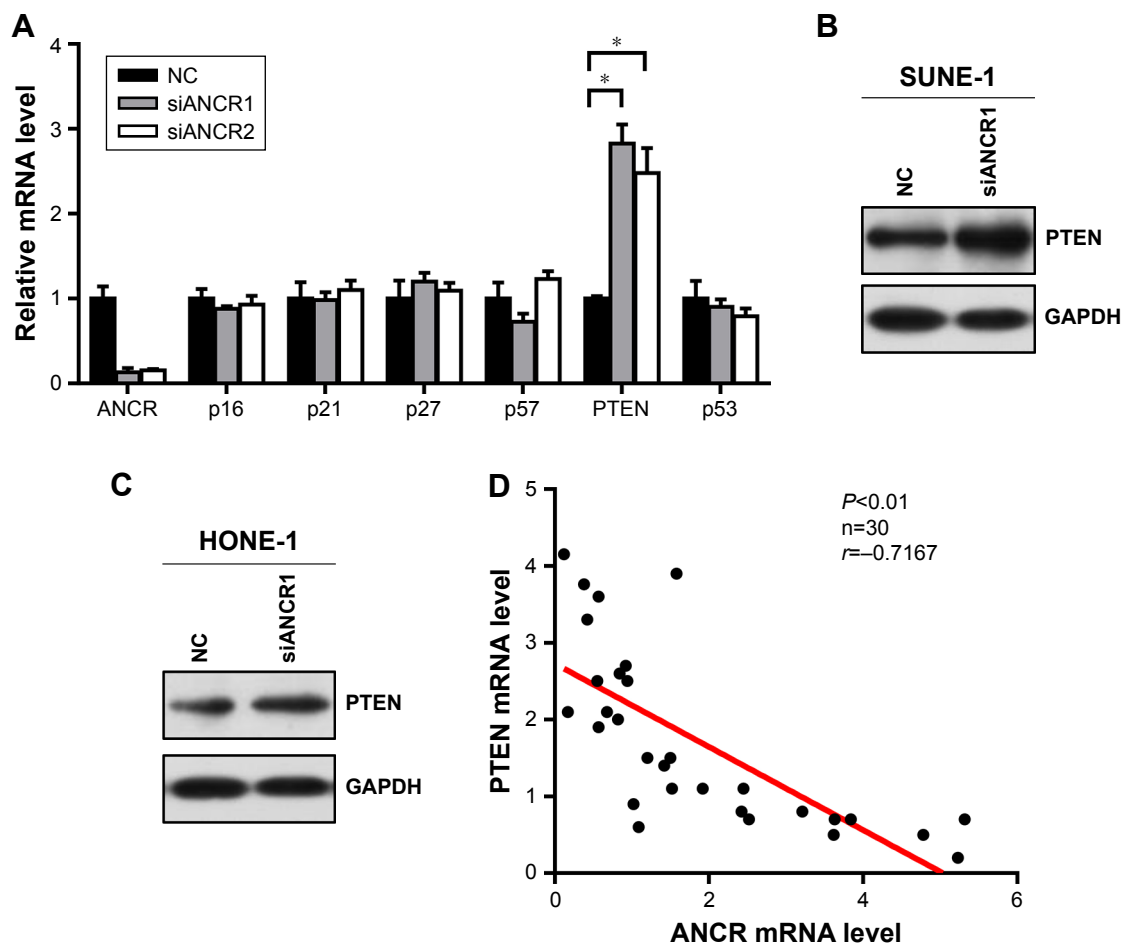 A
Relative mRNA level
4
3
2
1
0
NC
siANCR1
siANCR2
*
*
ANCR p16 p21 p27 p57 PTEN p53
B
SUNE-1
NC siANCR1
PTEN
GAPDH
C
HONE-1
NC siANCR1
PTEN
GAPDH
D
PTEN mRNA level
5
4
3
2
1
0
P<0.01
n=30
r=–0.7167
0 2 4 6
ANCR mRNA level